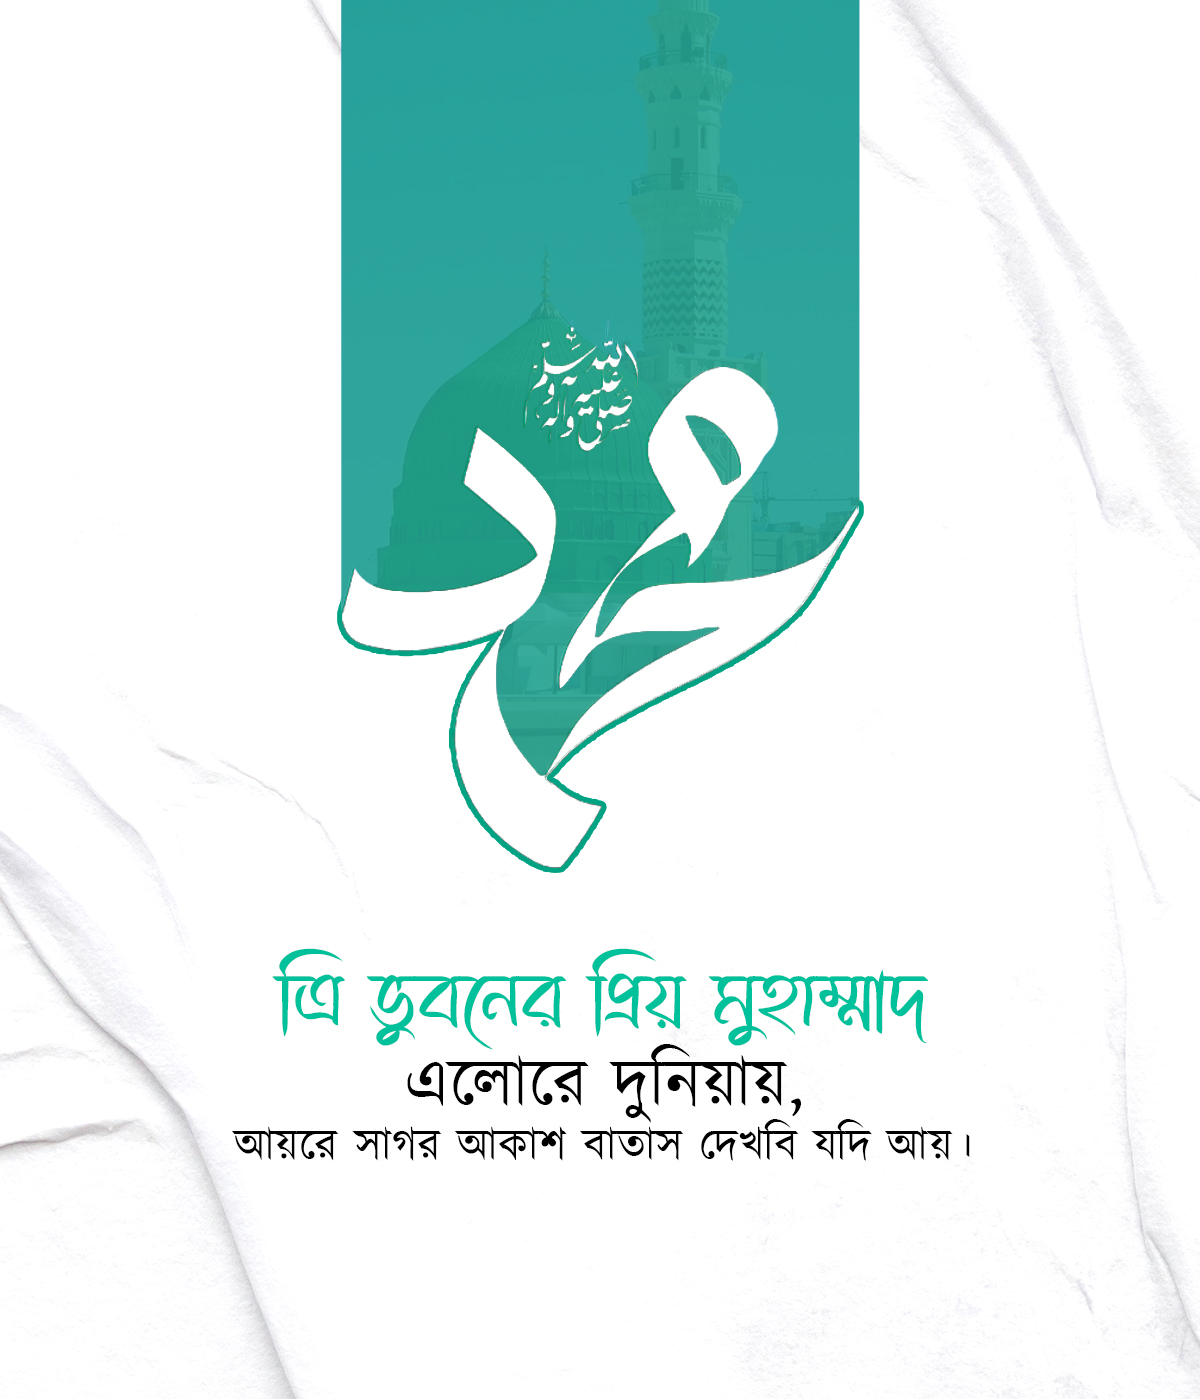 صلى الله عليه وآله وسلم
محمد
ত্রি ভুবনের প্রিয় মুহাম্মাদ
এলোরে দুনিয়ায়,
আয়রে সাগর আকাশ বাতাস দেখবি যদি আয়।